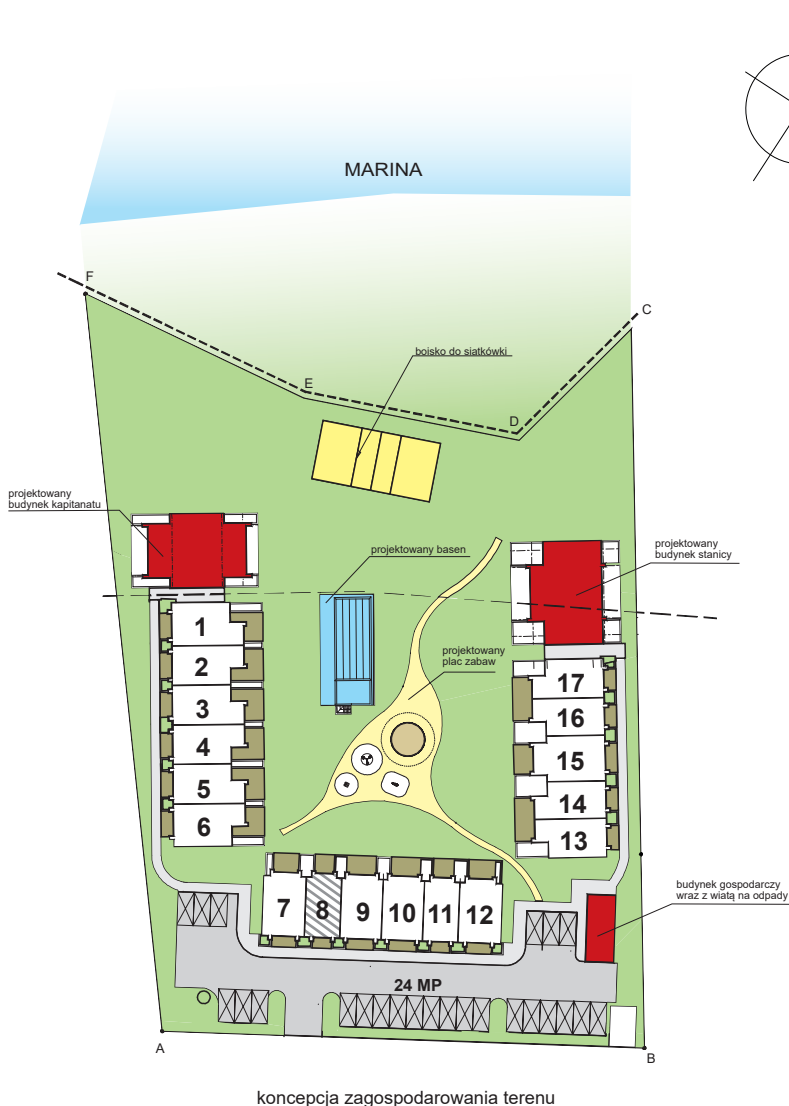 MARINA
F
C
boisko do siatkówki
E
D
projektowany
budynek kapitanatu
projektowany
budynek stanicy
projektowany basen
1
2
3
4
5
6
projektowany
plac zabaw
17
16
15
14
13
7
8
9
10
11
12
budynek gospodarczy
wraz z wiatą na odpady
24 MP
A
B
koncepcja zagospodarowania terenu